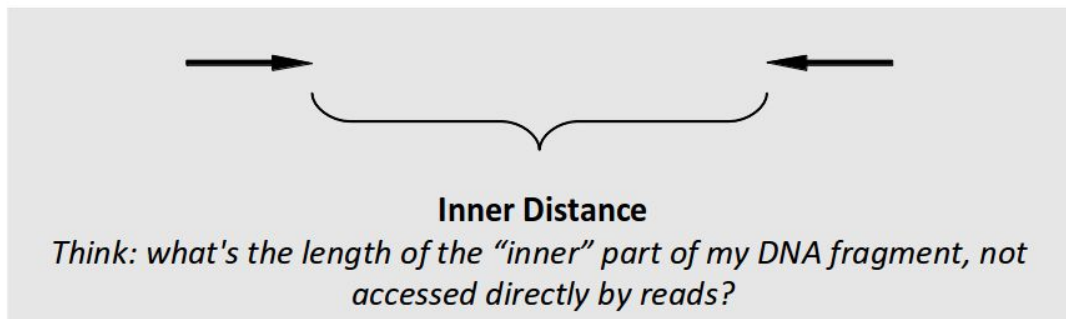 Inner Distance
Think: what's the length of the “inner” part of my DNA fragment, not
accessed directly by reads?